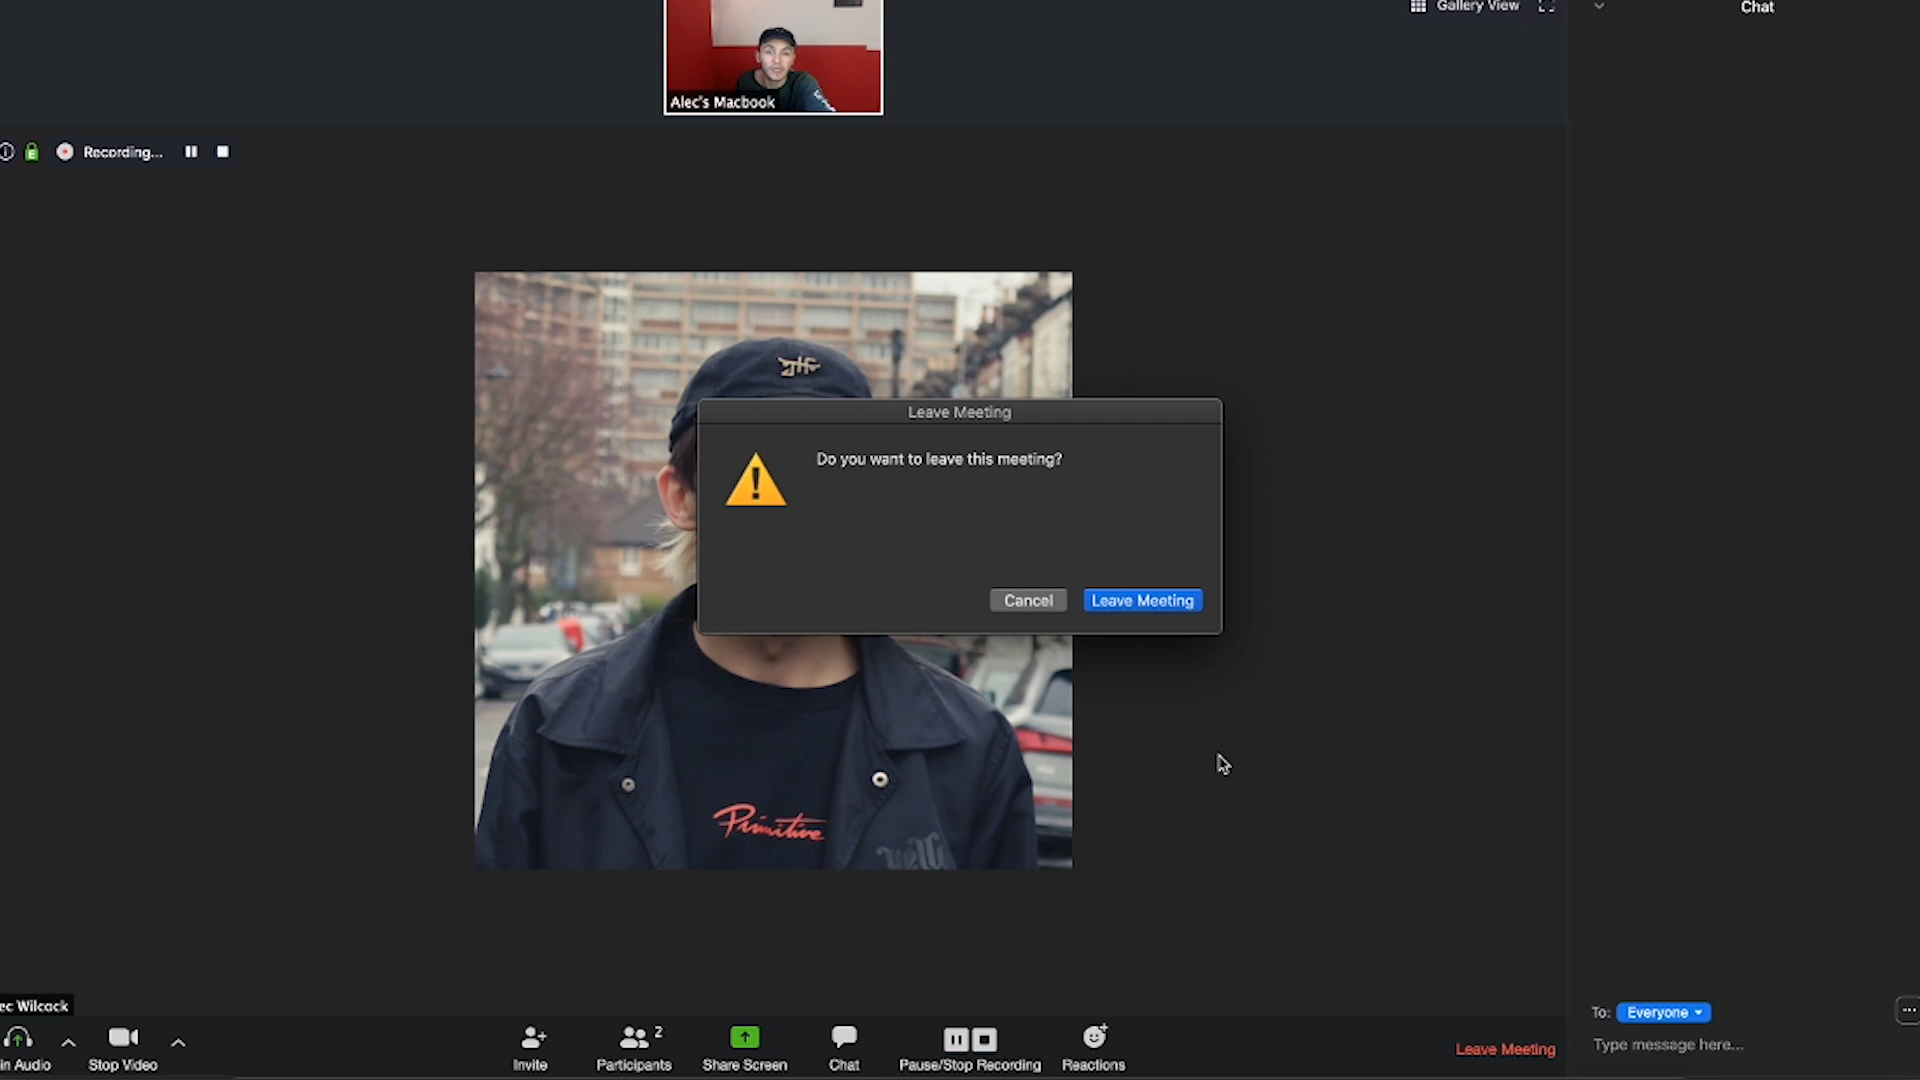 Gallery View
Chat
Alec's Macbook
Recording...
Leave Meeting
Do you want to leave this meeting?
Cancel
Leave Meeting
Primitive
ec Wilcock
in Audio
Stop Video
Invite
2
Participants
Share Screen
Chat
Pause/Stop Recording
Reactions
Leave Meeting
To: Everyone
Type message here...